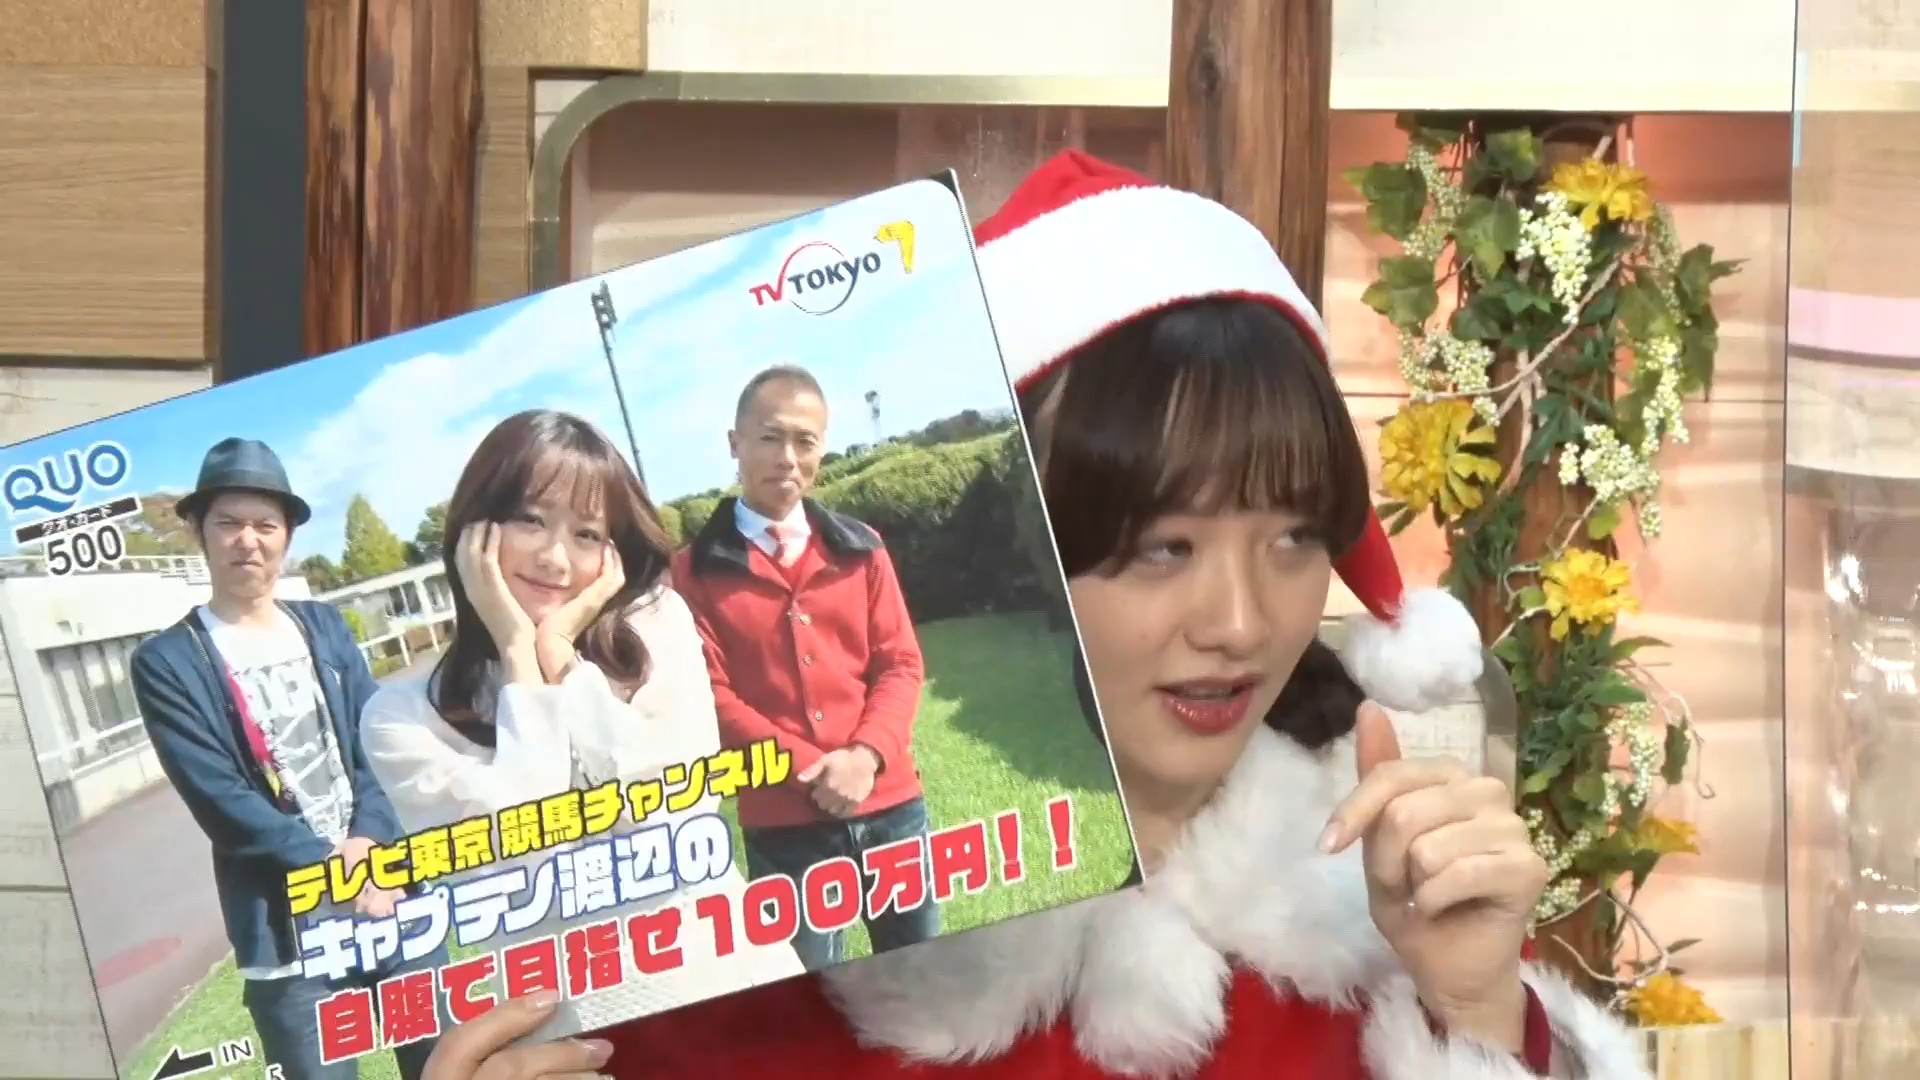 TV TOKYO 7
QUO
クオ・カード
500
テレビ東京 競馬チャンネル
キャプテン渡辺の
自腹で目指せ100万円!!
IN
5